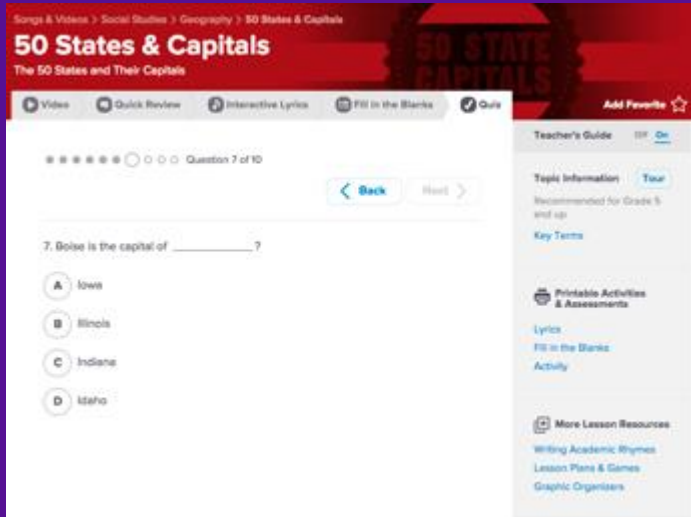 Songs & Videos > Social Studies > Geography > 50 States & Capitals
50 States & Capitals
The 50 States and Their Capitals
50 STATE
CAPITALS
Video
Quick Review
Interactive Lyrics
Fill in the Blanks
Quiz
Add Favorite
Question 7 of 10
Back
Next
7. Boise is the capital of ____________?
A Iowa
B Illinois
C Indiana
D Idaho
Teacher's Guide Off On
Topic Information Tour
Recommended for Grade 5
and up
Key Terms
Printable Activities
& Assessments
Lyrics
Fill in the Blanks
Activity
More Lesson Resources
Writing Academic Rhymes
Lesson Plans & Games
Graphic Organizers